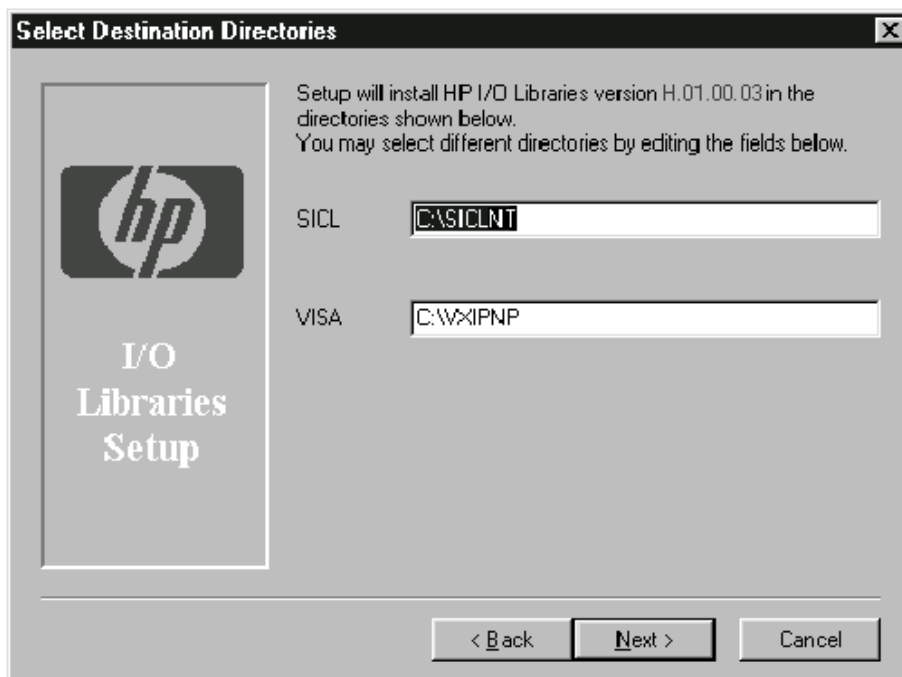 Select Destination Directories
hp
I/O
Libraries
Setup
Setup will install HP I/O Libraries version H.01.00.03 in the
directories shown below.
You may select different directories by editing the fields below.
SICL
C:\SICLNT
VISA
C:\VXIPNP
< Back
Next >
Cancel